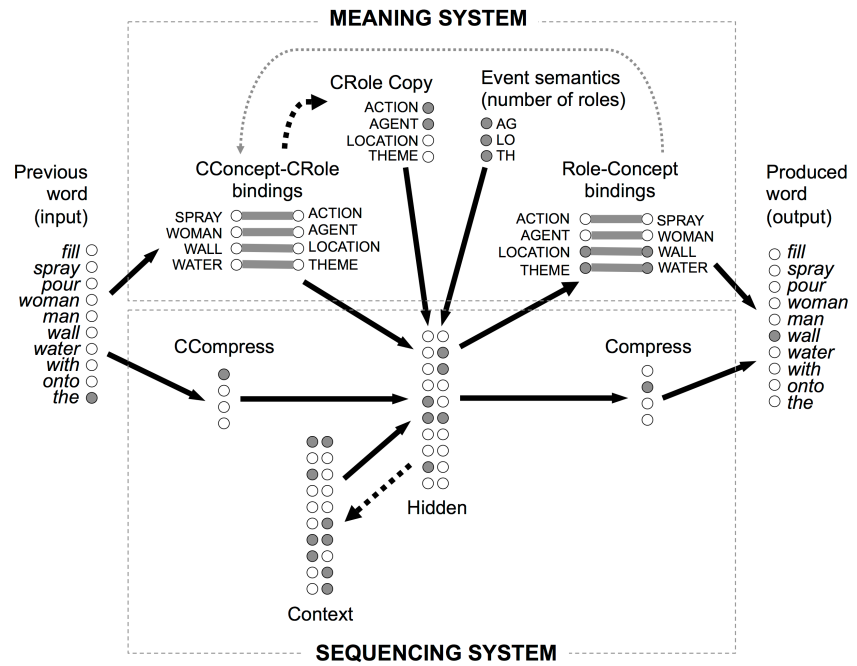 MEANING SYSTEM
CRole Copy
ACTION
AGENT
LOCATION
THEME
Event semantics
(number of roles)
AG
LO
TH
Previous
word
(input)
fill
spray
pour
woman
man
wall
water
with
onto
the
CConcept-CRole
bindings
SPRAY ACTION
WOMAN AGENT
WALL LOCATION
WATER THEME
Role-Concept
bindings
ACTION SPRAY
AGENT WOMAN
LOCATION WALL
THEME WATER
Produced
word
(output)
fill
spray
pour
woman
man
wall
water
with
onto
the
CCompress
Compress
Hidden
Context
SEQUENCING SYSTEM